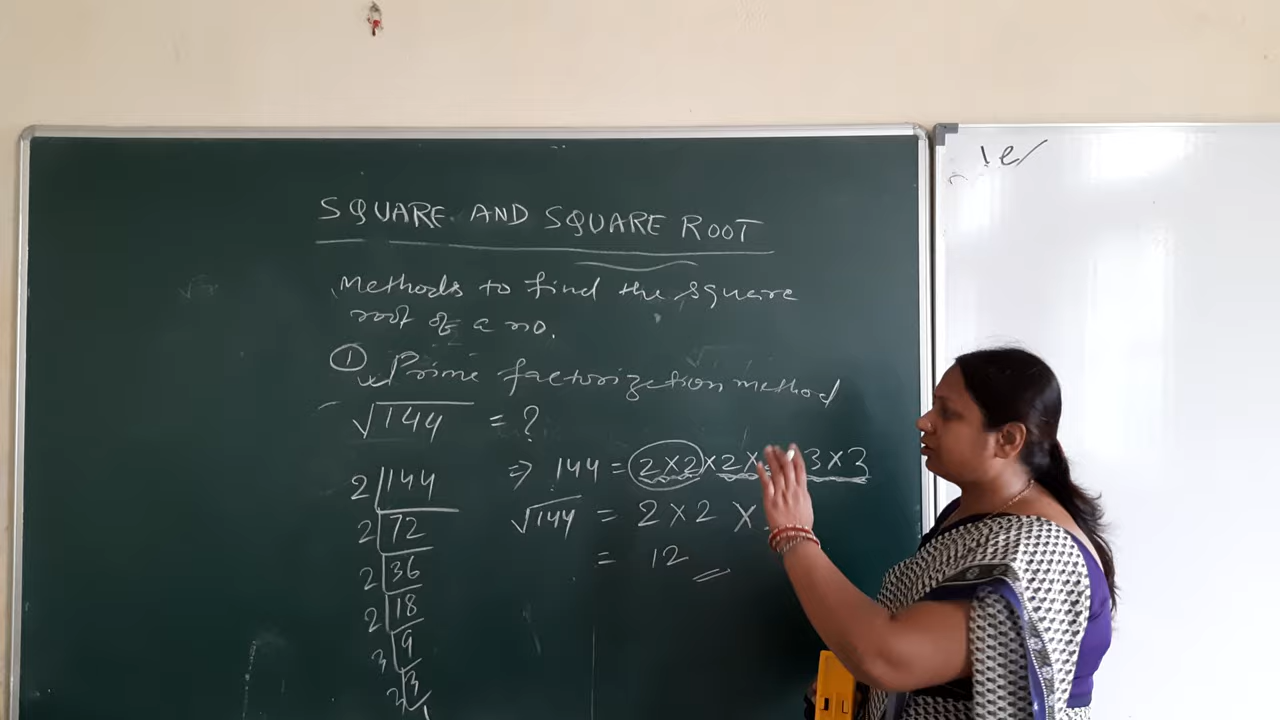 SQUARE AND SQUARE ROOT
Methods to find the square
root of a no.
① Prime factorization method
√144 = ?
⇒ 144 = 2×2×2× 3×3
√144 = 2×2 ×
= 12
2 144
2 72
2 36
2 18
3 9
3 3
1